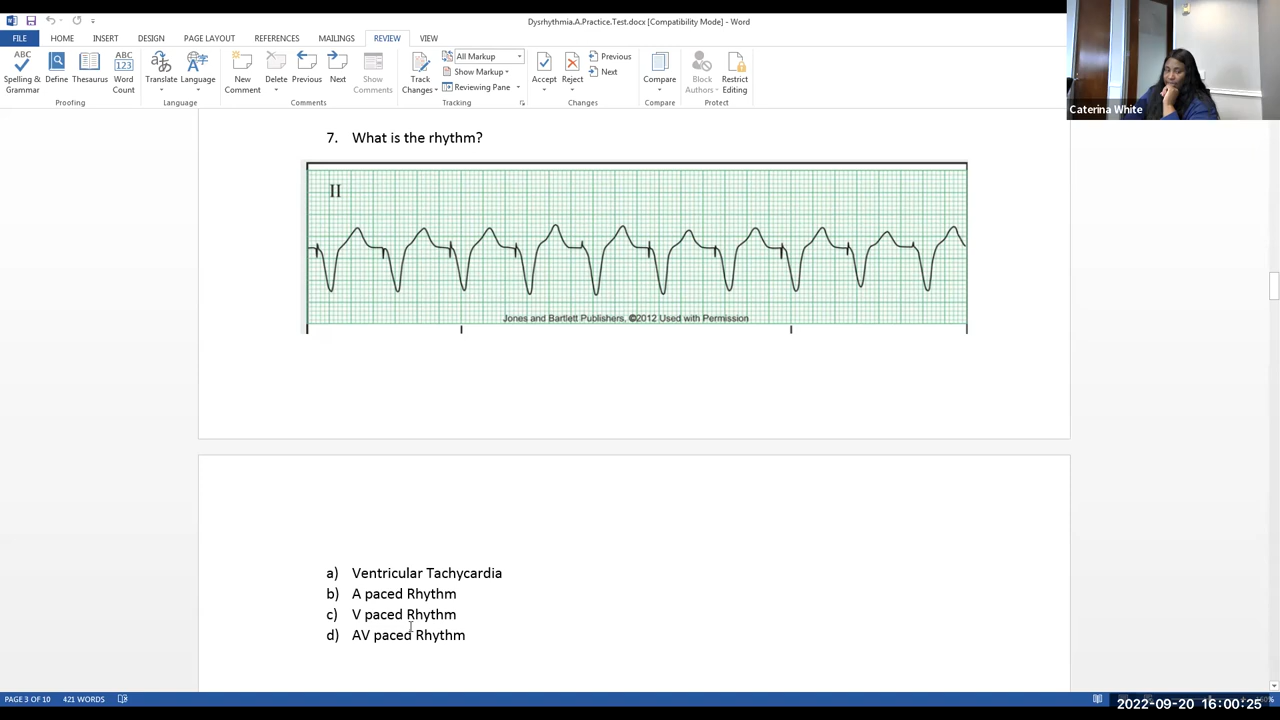 Dysrhythmia.A.Practice.Test.docx [Compatibility Mode] - Word
FILE HOME INSERT DESIGN PAGE LAYOUT REFERENCES MAILINGS REVIEW VIEW
ABC Spelling & Grammar
Define
Thesaurus
ABC 123 Word Count
Proofing
Translate
Language
Language
New Comment
Delete
Previous
Next
Show Comments
Comments
Track Changes
All Markup
Show Markup
Reviewing Pane
Tracking
Accept
Reject
Previous
Next
Changes
Compare
Compare
Block Authors
Restrict Editing
Protect
Caterina White
7. What is the rhythm?
II
Jones and Bartlett Publishers, ©2012 Used with Permission
a) Ventricular Tachycardia
b) A paced Rhythm
c) V paced Rhythm
d) AV paced Rhythm
PAGE 3 OF 10 421 WORDS
2022-09-20 16:00:25